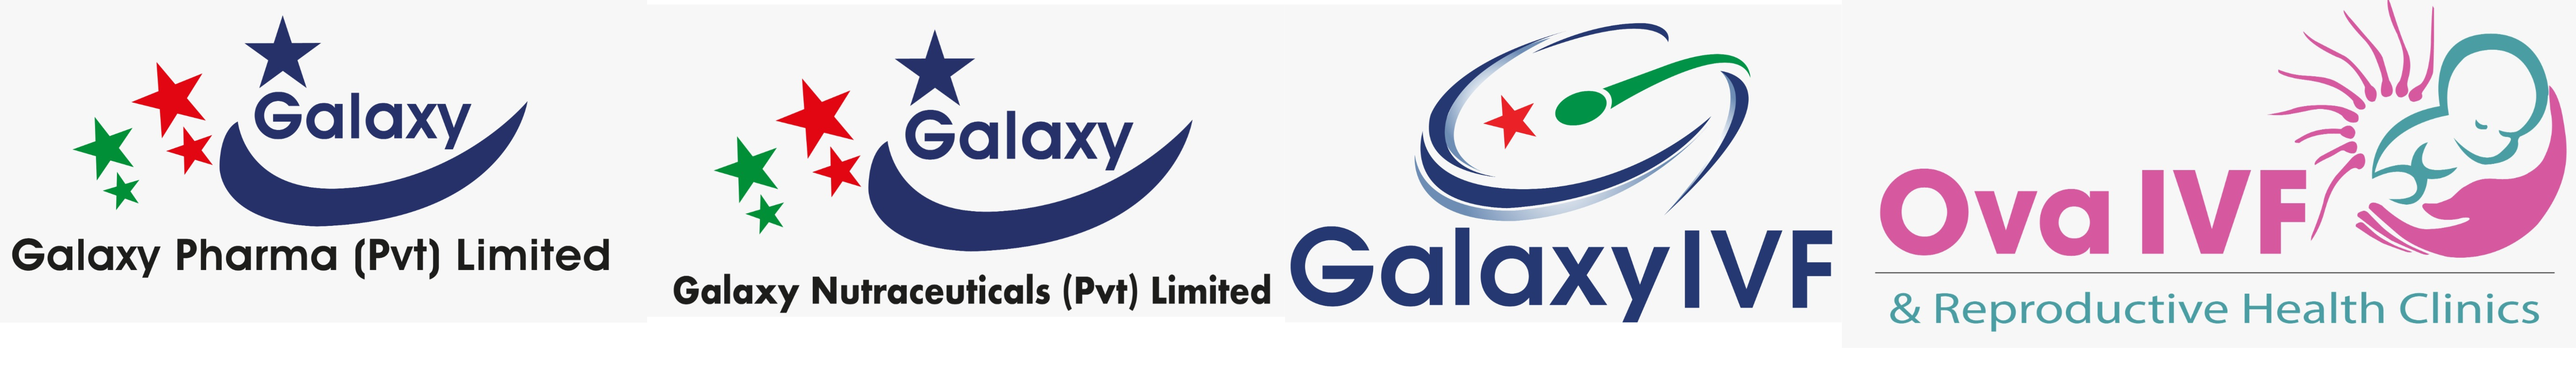 Galaxy
Galaxy Pharma (Pvt) Limited
Galaxy
Galaxy Nutraceuticals (Pvt) Limited
GalaxyIVF
Ova IVF
& Reproductive Health Clinics